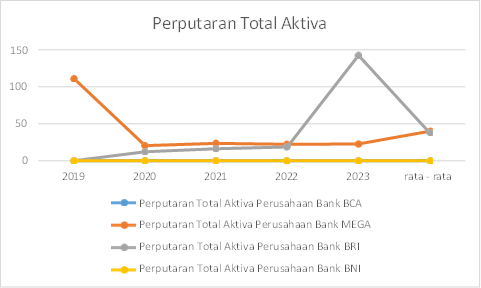 Perputaran Total Aktiva
150
100
50
0
2019 2020 2021 2022 2023 rata - rata
Perputaran Total Aktiva Perusahaan Bank BCA
Perputaran Total Aktiva Perusahaan Bank MEGA
Perputaran Total Aktiva Perusahaan Bank BRI
Perputaran Total Aktiva Perusahaan Bank BNI